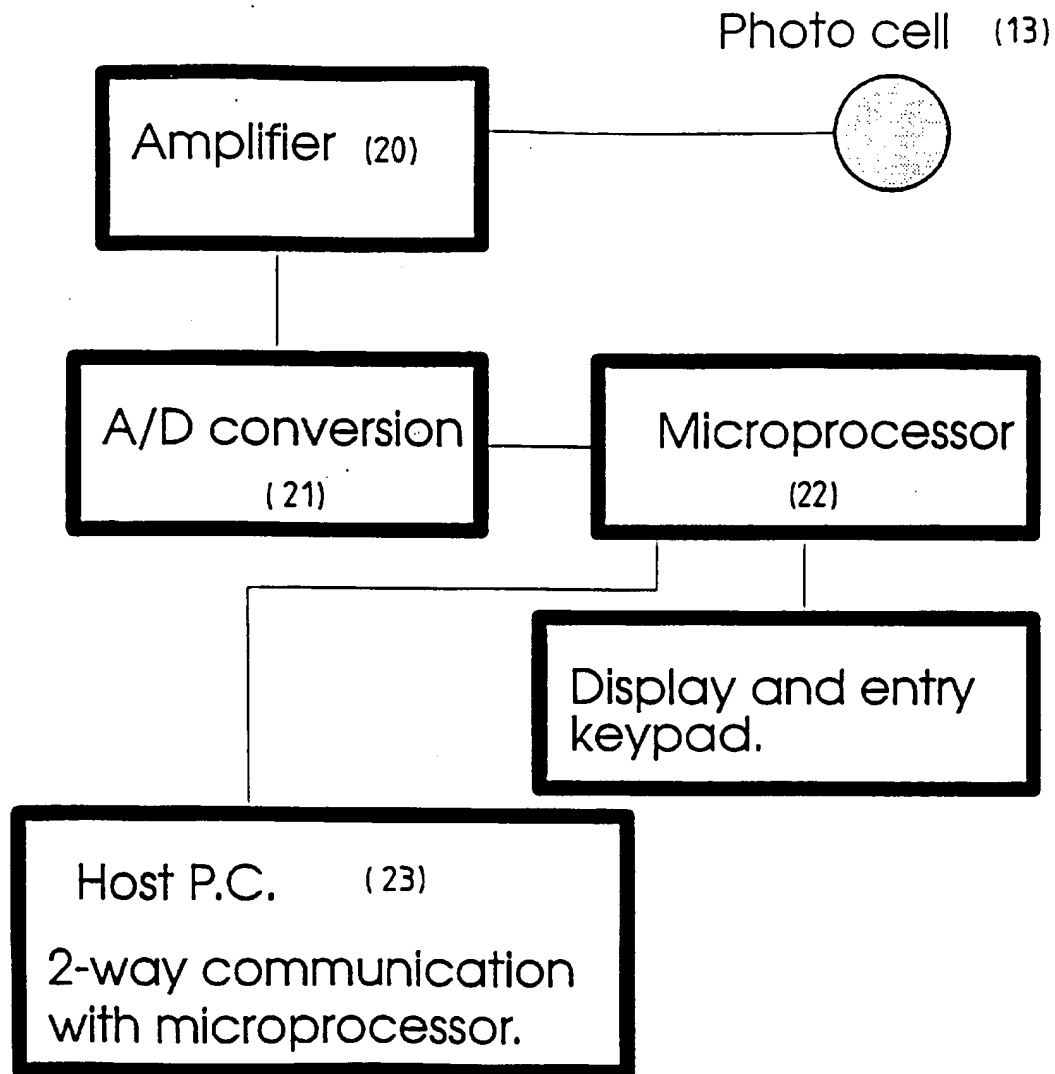 Photo cell (13)
Amplifier (20)
A/D conversion
(21)
Microprocessor
(22)
Display and entry
keypad.
Host P.C. (23)
2-way communication
with microprocessor.